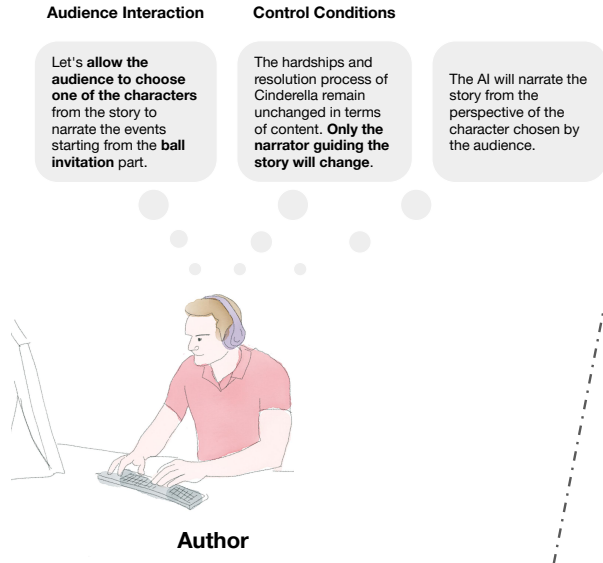 Audience Interaction
Control Conditions
Let's allow the
audience to choose
one of the characters
from the story to
narrate the events
starting from the ball
invitation part.
The hardships and
resolution process of
Cinderella remain
unchanged in terms
of content. Only the
narrator guiding the
story will change.
The AI will narrate the
story from the
perspective of the
character chosen by
the audience.
Author